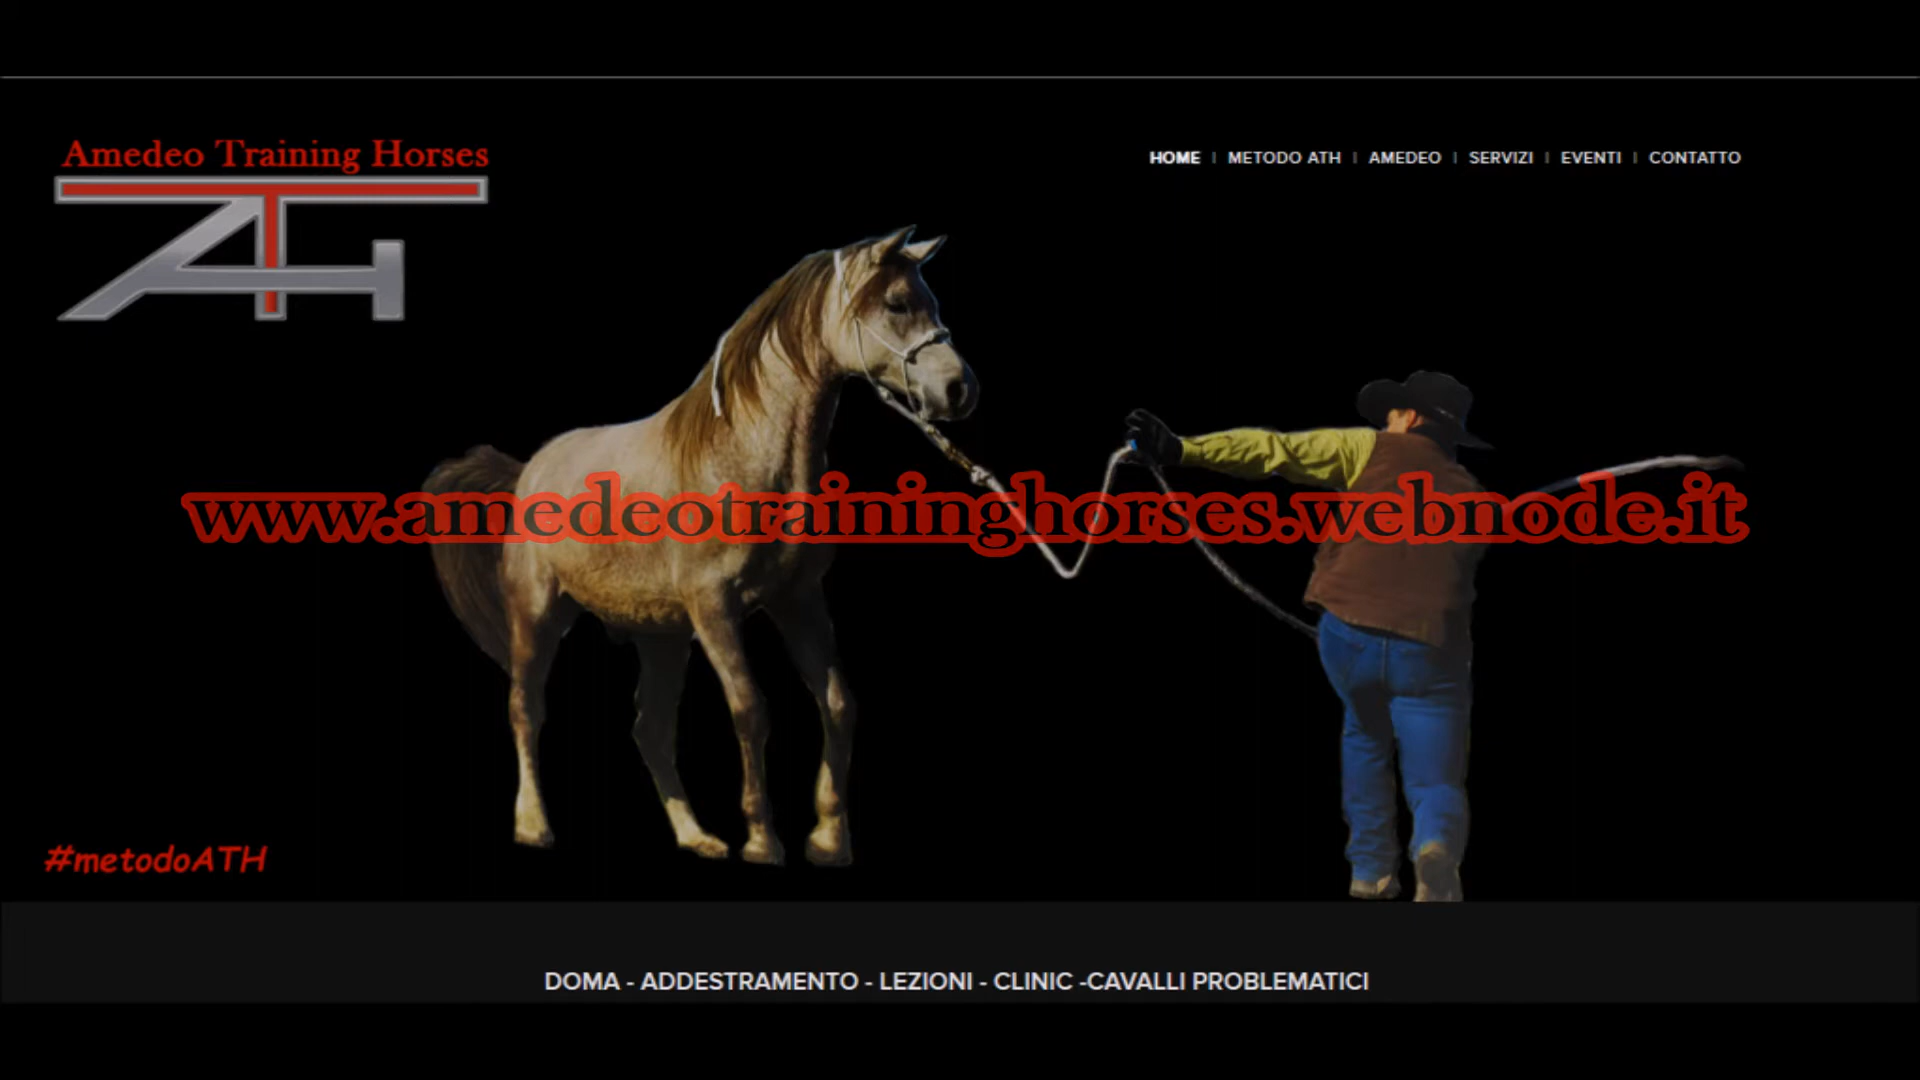 Amedeo Training Horses
ATH
HOME | METODO ATH | AMEDEO | SERVIZI | EVENTI | CONTATTO
www.amedeotraininghorses.webnode.it
#metodoATH
DOMA - ADDESTRAMENTO - LEZIONI - CLINIC -CAVALLI PROBLEMATICI